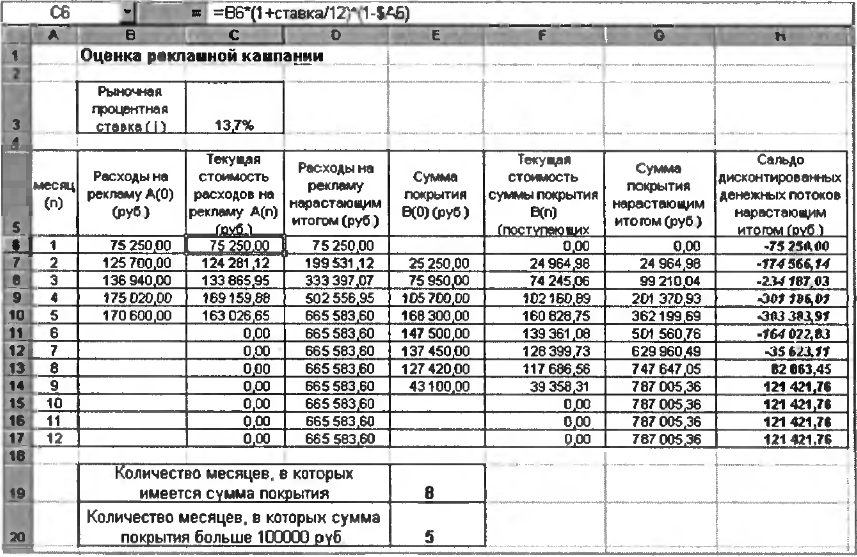 C6 = =B6*(1+ставка/12)^(1-$A6)
A B C D E F G H
1 Оценка рекламной кампании
2
3 Рыночная процентная ставка (j) 13,7%
4
5 месяц (n) Расходы на рекламу A(0) (руб.) Текущая стоимость расходов на рекламу A(n) (руб.) Расходы на рекламу нарастающим итогом (руб.) Сумма покрытия B(0) (руб.) Текущая стоимость суммы покрытия B(n) (поступающих Сумма покрытия нарастающим итогом (руб.) Сальдо дисконтированных денежных потоков нарастающим итогом (руб.)
6 1 75 250,00 75 250,00 75 250,00 0,00 0,00 -75 250,00
7 2 125 700,00 124 281,12 199 531,12 25 250,00 24 964,98 24 964,98 -174 566,14
8 3 136 940,00 133 865,95 333 397,07 75 950,00 74 245,06 99 210,04 -234 187,03
9 4 175 020,00 169 159,88 502 556,95 105 700,00 102 160,89 201 370,93 -301 186,01
10 5 170 600,00 163 026,65 665 583,60 168 300,00 160 828,75 362 199,69 -303 383,91
11 6 0,00 665 583,60 147 500,00 139 361,08 501 560,76 -164 022,83
12 7 0,00 665 583,60 137 450,00 128 399,73 629 960,49 -35 623,11
13 8 0,00 665 583,60 127 420,00 117 686,56 747 647,05 82 063,45
14 9 0,00 665 583,60 43 100,00 39 358,31 787 005,36 121 421,76
15 10 0,00 665 583,60 0,00 787 005,36 121 421,76
16 11 0,00 665 583,60 0,00 787 005,36 121 421,76
17 12 0,00 665 583,60 0,00 787 005,36 121 421,76
18
19 Количество месяцев, в которых имеется сумма покрытия 8
20 Количество месяцев, в которых сумма покрытия больше 100000 руб 5